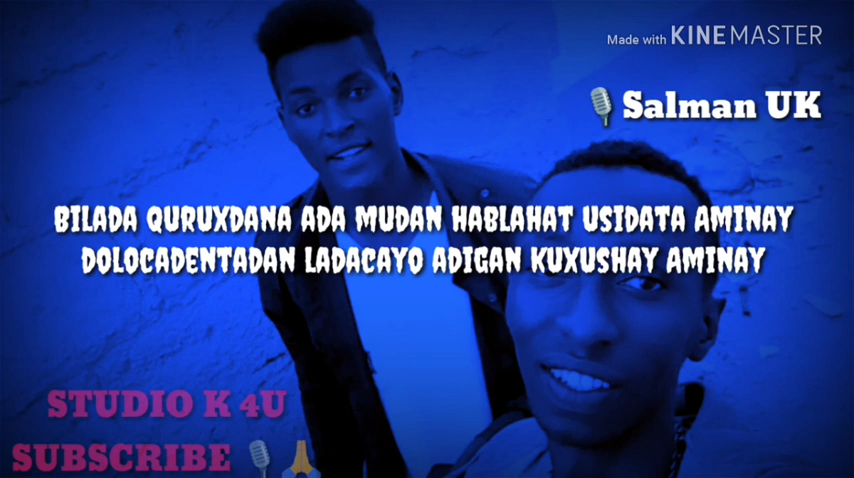 Made with KINEMASTER
🎙Salman UK
BILADA QURUXDANA ADA MUDAN HABLAHAT USIDATA AMINAY
DOLOCADENTADAN LADACAYO ADIGAN KUXUSHAY AMINAY
STUDIO K 4U
SUBSCRIBE 🎙🙏